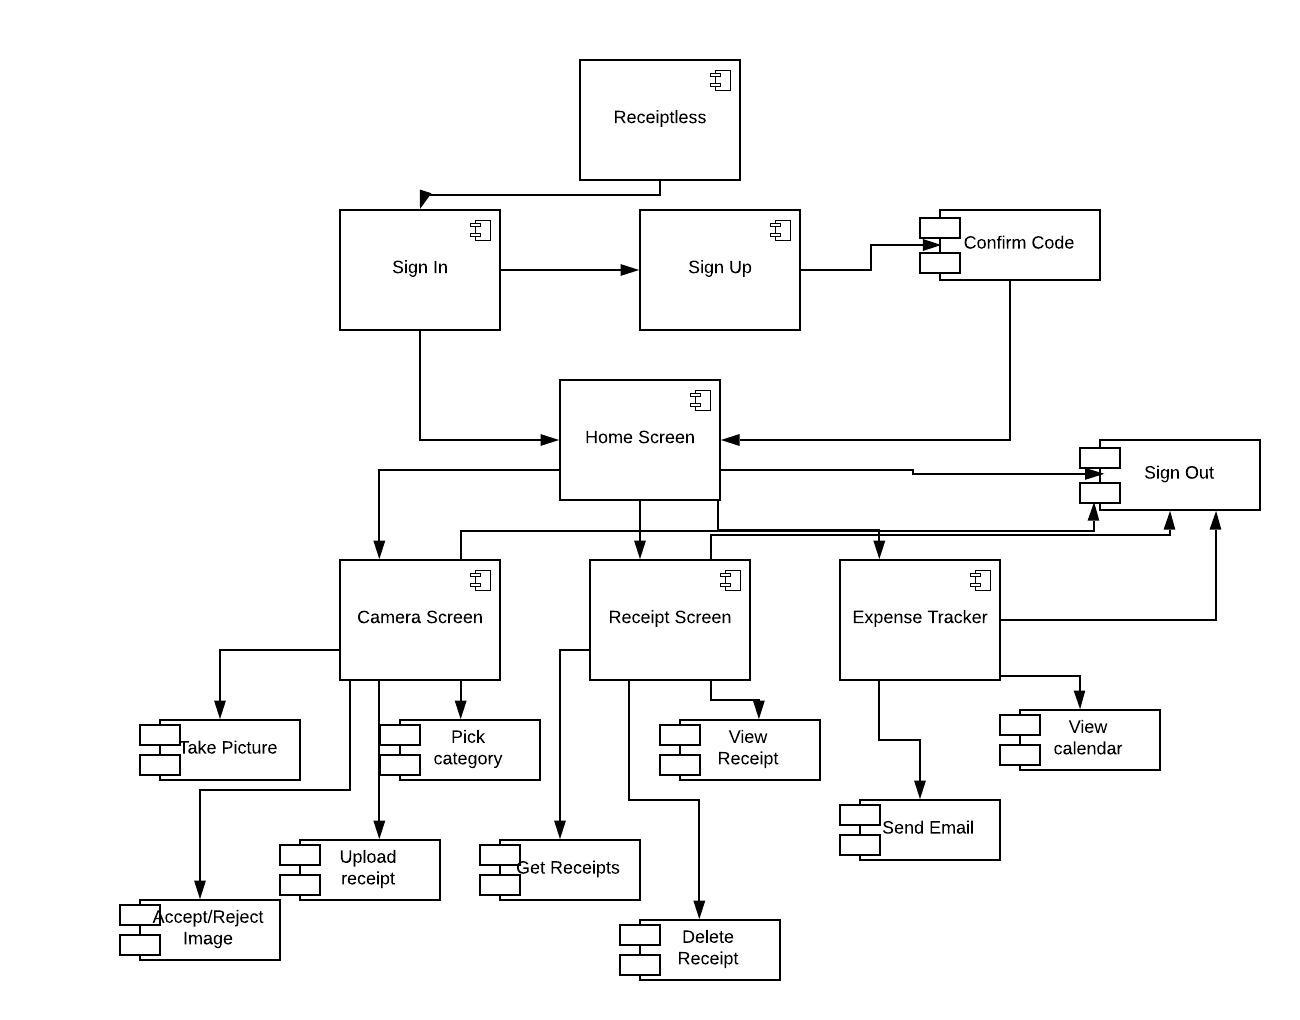 Receiptless
Sign In
Sign Up
Confirm Code
Home Screen
Sign Out
Camera Screen
Receipt Screen
Expense Tracker
Take Picture
Pick
category
View
Receipt
View
calendar
Send Email
Upload
receipt
Get Receipts
Accept/Reject
Image
Delete
Receipt